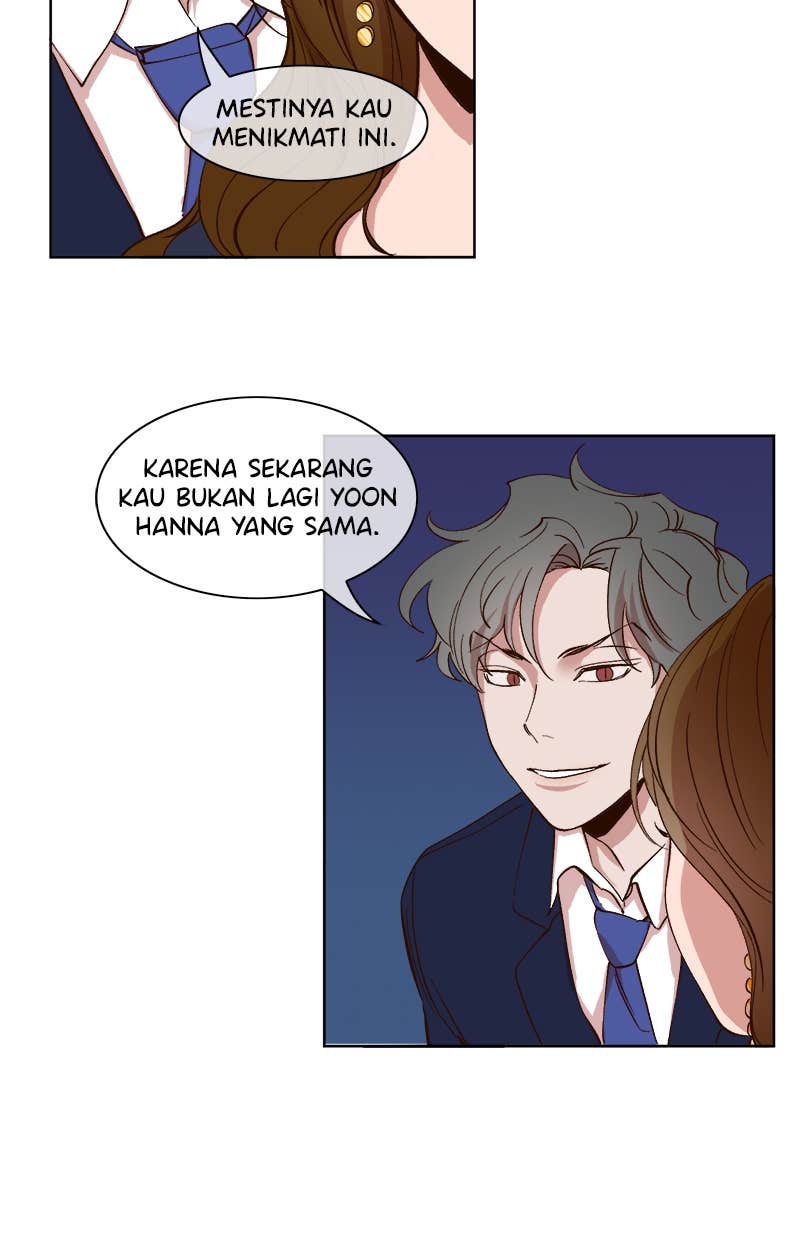 MESTINYA KAU
MENIKMATI INI.
KARENA SEKARANG
KAU BUKAN LAGI YOON
HANNA YANG SAMA.